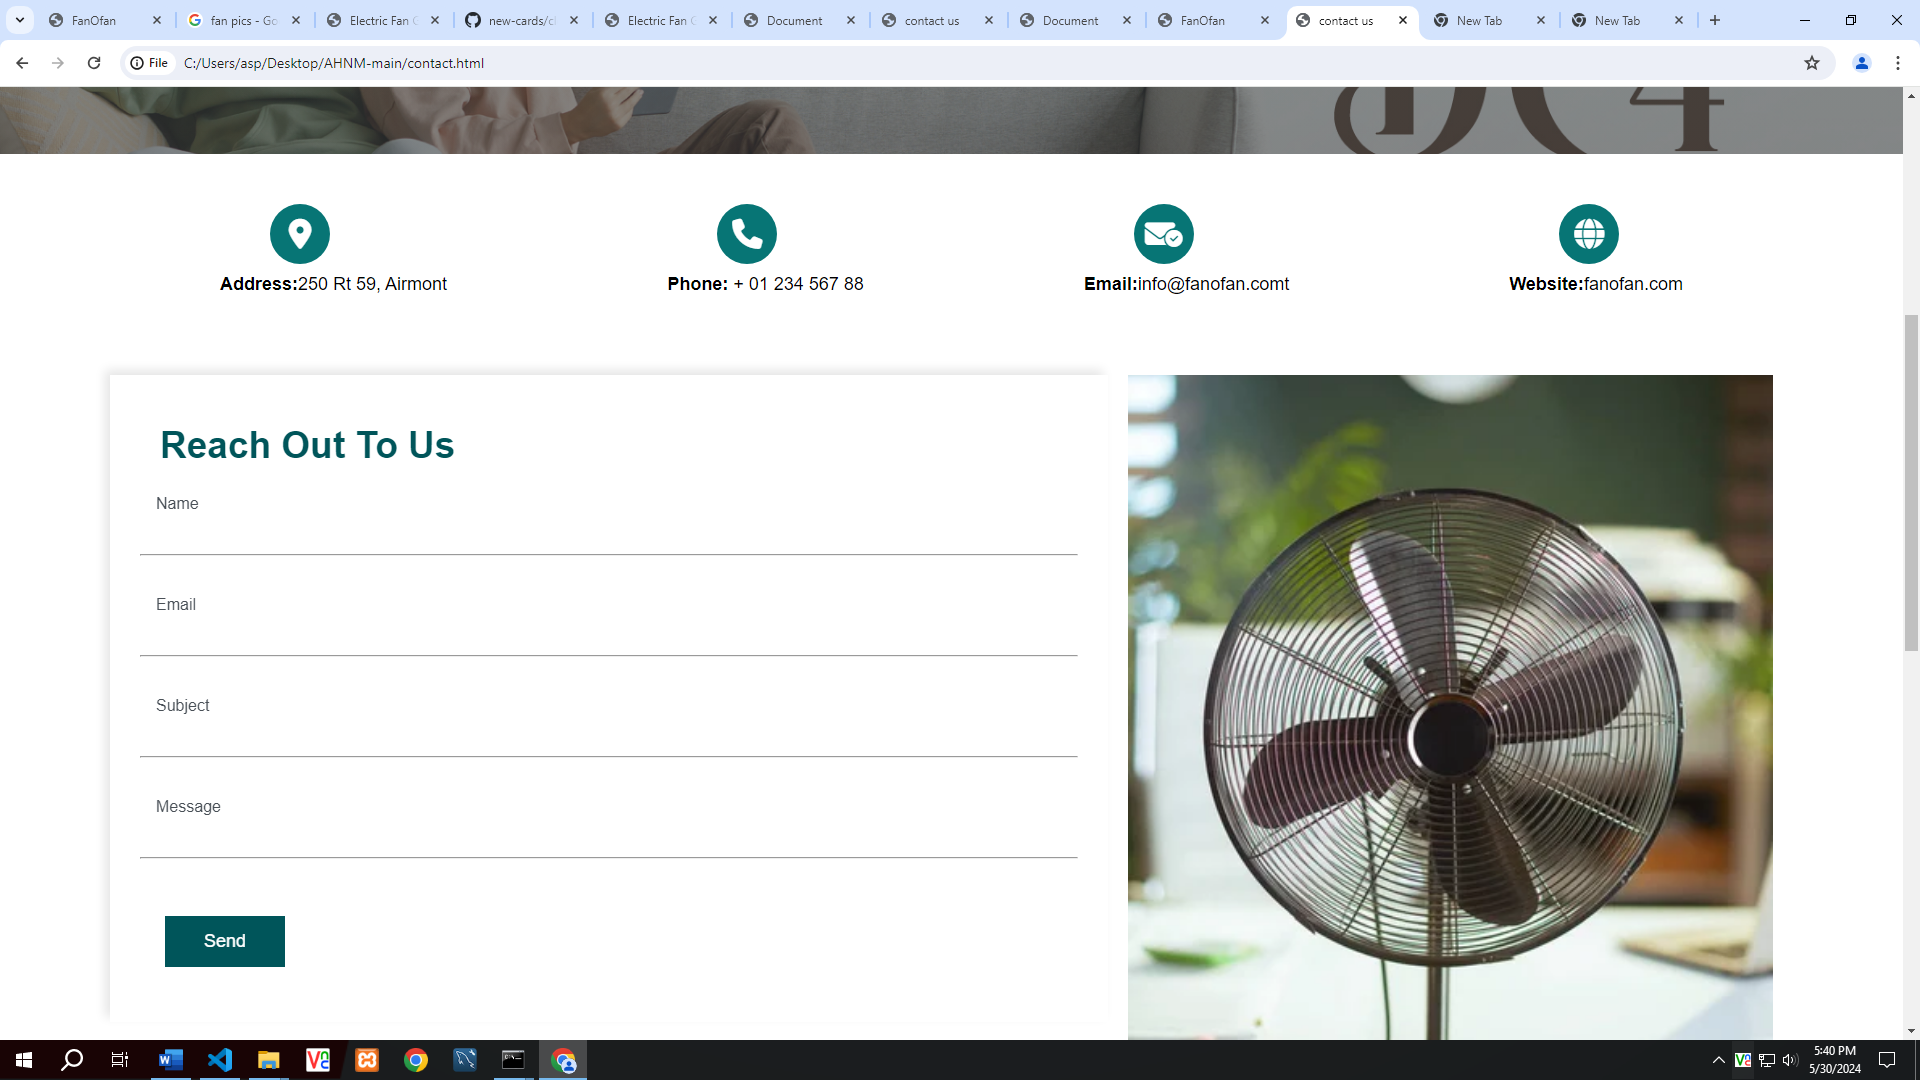 FanOfan
fan pics - Go
Electric Fan C
new-cards/cl
Electric Fan C
Document
contact us
Document
FanOfan
contact us
New Tab
New Tab
File
C:/Users/asp/Desktop/AHNM-main/contact.html
DC4
Address:250 Rt 59, Airmont
Phone: + 01 234 567 88
Email:info@fanofan.comt
Website:fanofan.com
Reach Out To Us
Name
Email
Subject
Message
Send
5:40 PM
5/30/2024